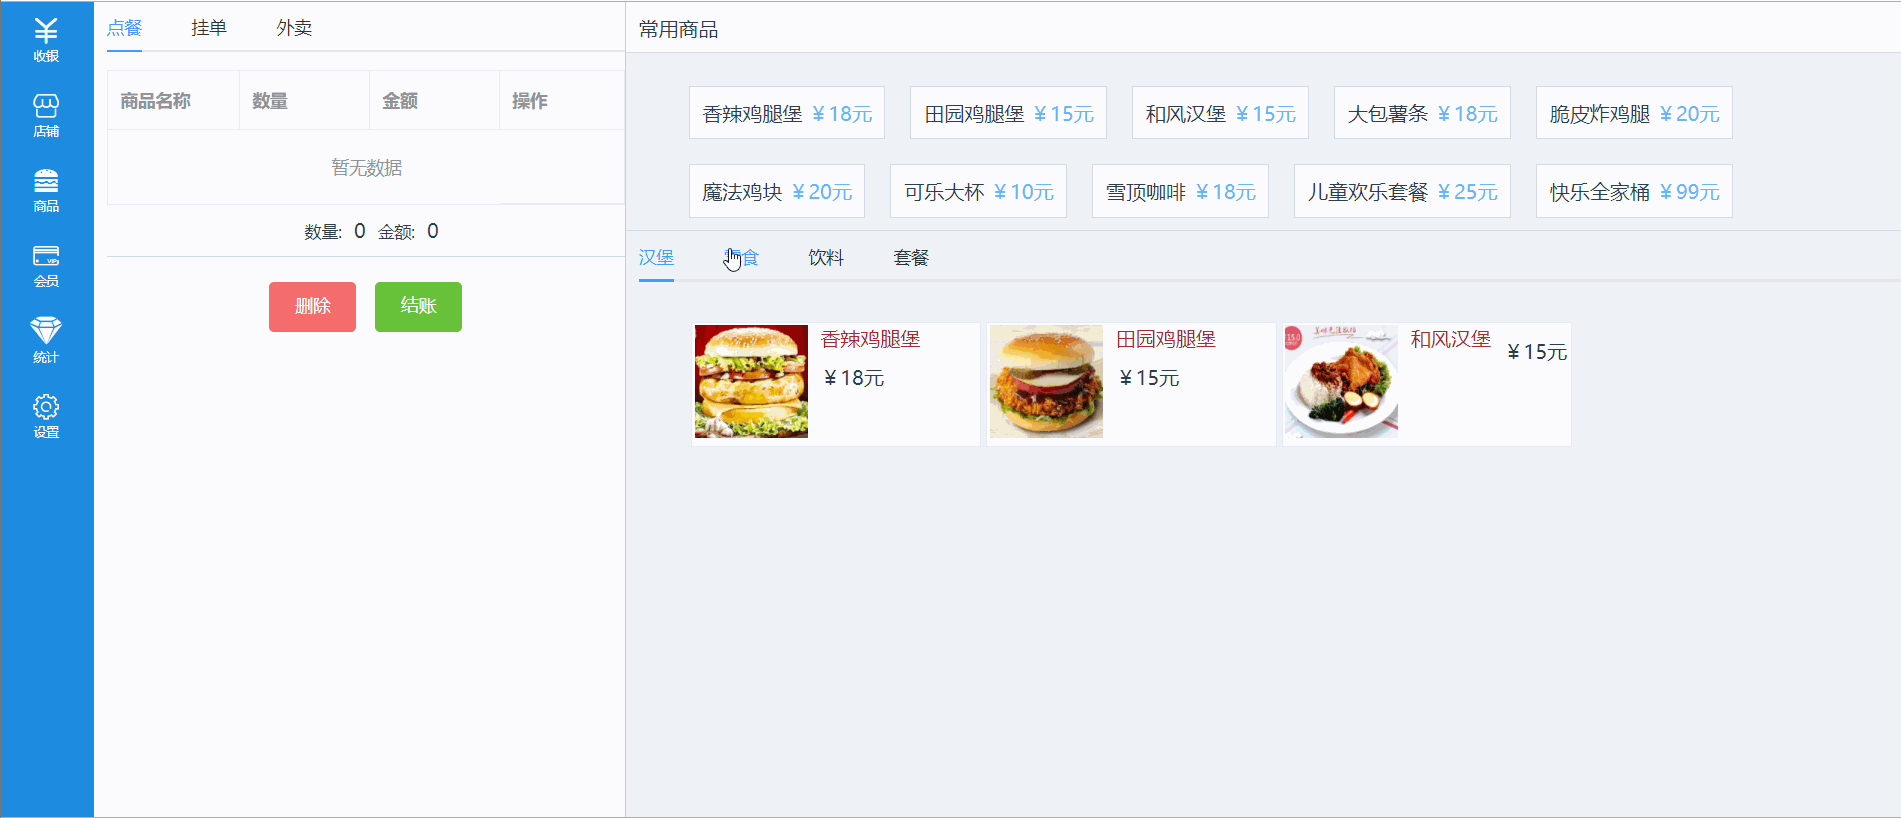 收银
店铺
商品
会员
统计
设置
点餐 挂单 外卖
商品名称 数量 金额 操作
暂无数据
数量: 0 金额: 0
删除 结账
常用商品
香辣鸡腿堡 ¥18元 田园鸡腿堡 ¥15元 和风汉堡 ¥15元 大包薯条 ¥18元 脆皮炸鸡腿 ¥20元
魔法鸡块 ¥20元 可乐大杯 ¥10元 雪顶咖啡 ¥18元 儿童欢乐套餐 ¥25元 快乐全家桶 ¥99元
汉堡 食 饮料 套餐
香辣鸡腿堡
¥18元
田园鸡腿堡
¥15元
和风汉堡
¥15元